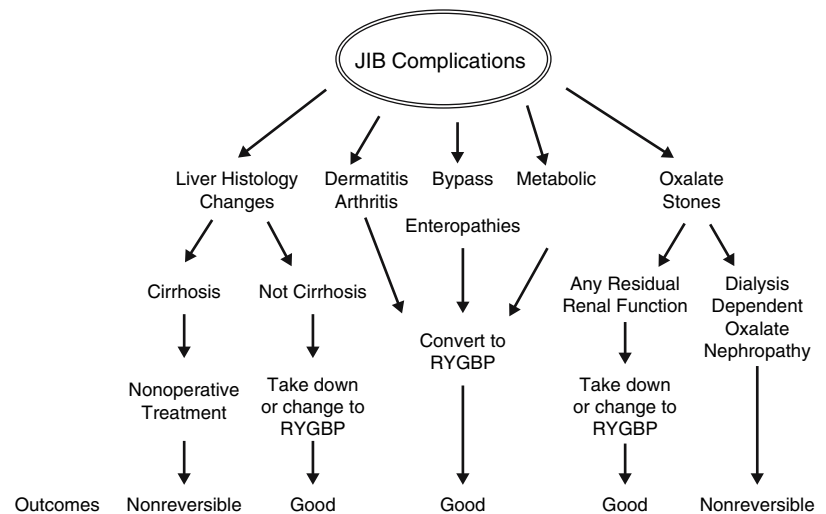 JIB Complications
Liver Histology
Changes
Dermatitis
Arthritis
Bypass
Enteropathies
Metabolic
Oxalate
Stones
Cirrhosis
Not Cirrhosis
Convert to
RYGBP
Any Residual
Renal Function
Dialysis
Dependent
Oxalate
Nephropathy
Nonoperative
Treatment
Take down
or change to
RYGBP
Take down
or change to
RYGBP
Outcomes
Nonreversible
Good
Good
Good
Nonreversible